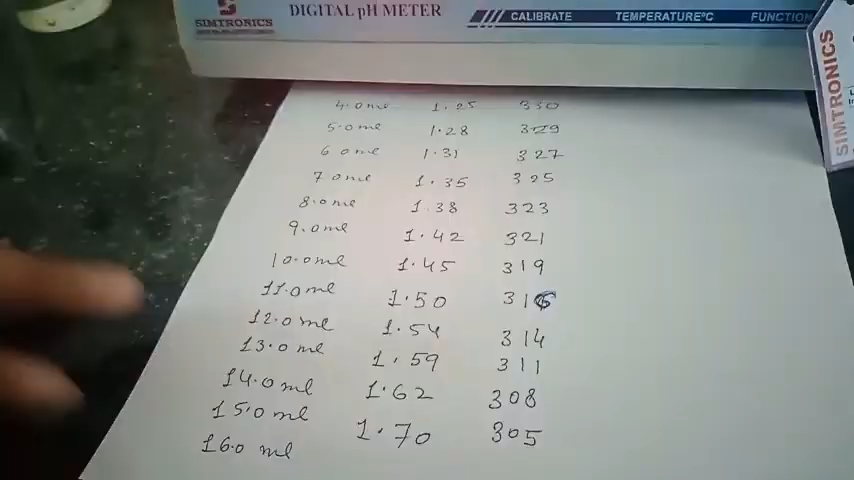 SIMTRONICS
DIGITAL pH METER
CALIBRATE TEMPERATURE°C FUNCTION
SIMTRONICS
4.0 ml 1.25 330
5.0 ml 1.28 329
6.0 ml 1.31 327
7.0 ml 1.35 325
8.0 ml 1.38 323
9.0 ml 1.42 321
10.0 ml 1.45 319
11.0 ml 1.50 316
12.0 ml 1.54 314
13.0 ml 1.59 311
14.0 ml 1.62 308
15.0 ml 1.70 305
16.0 ml